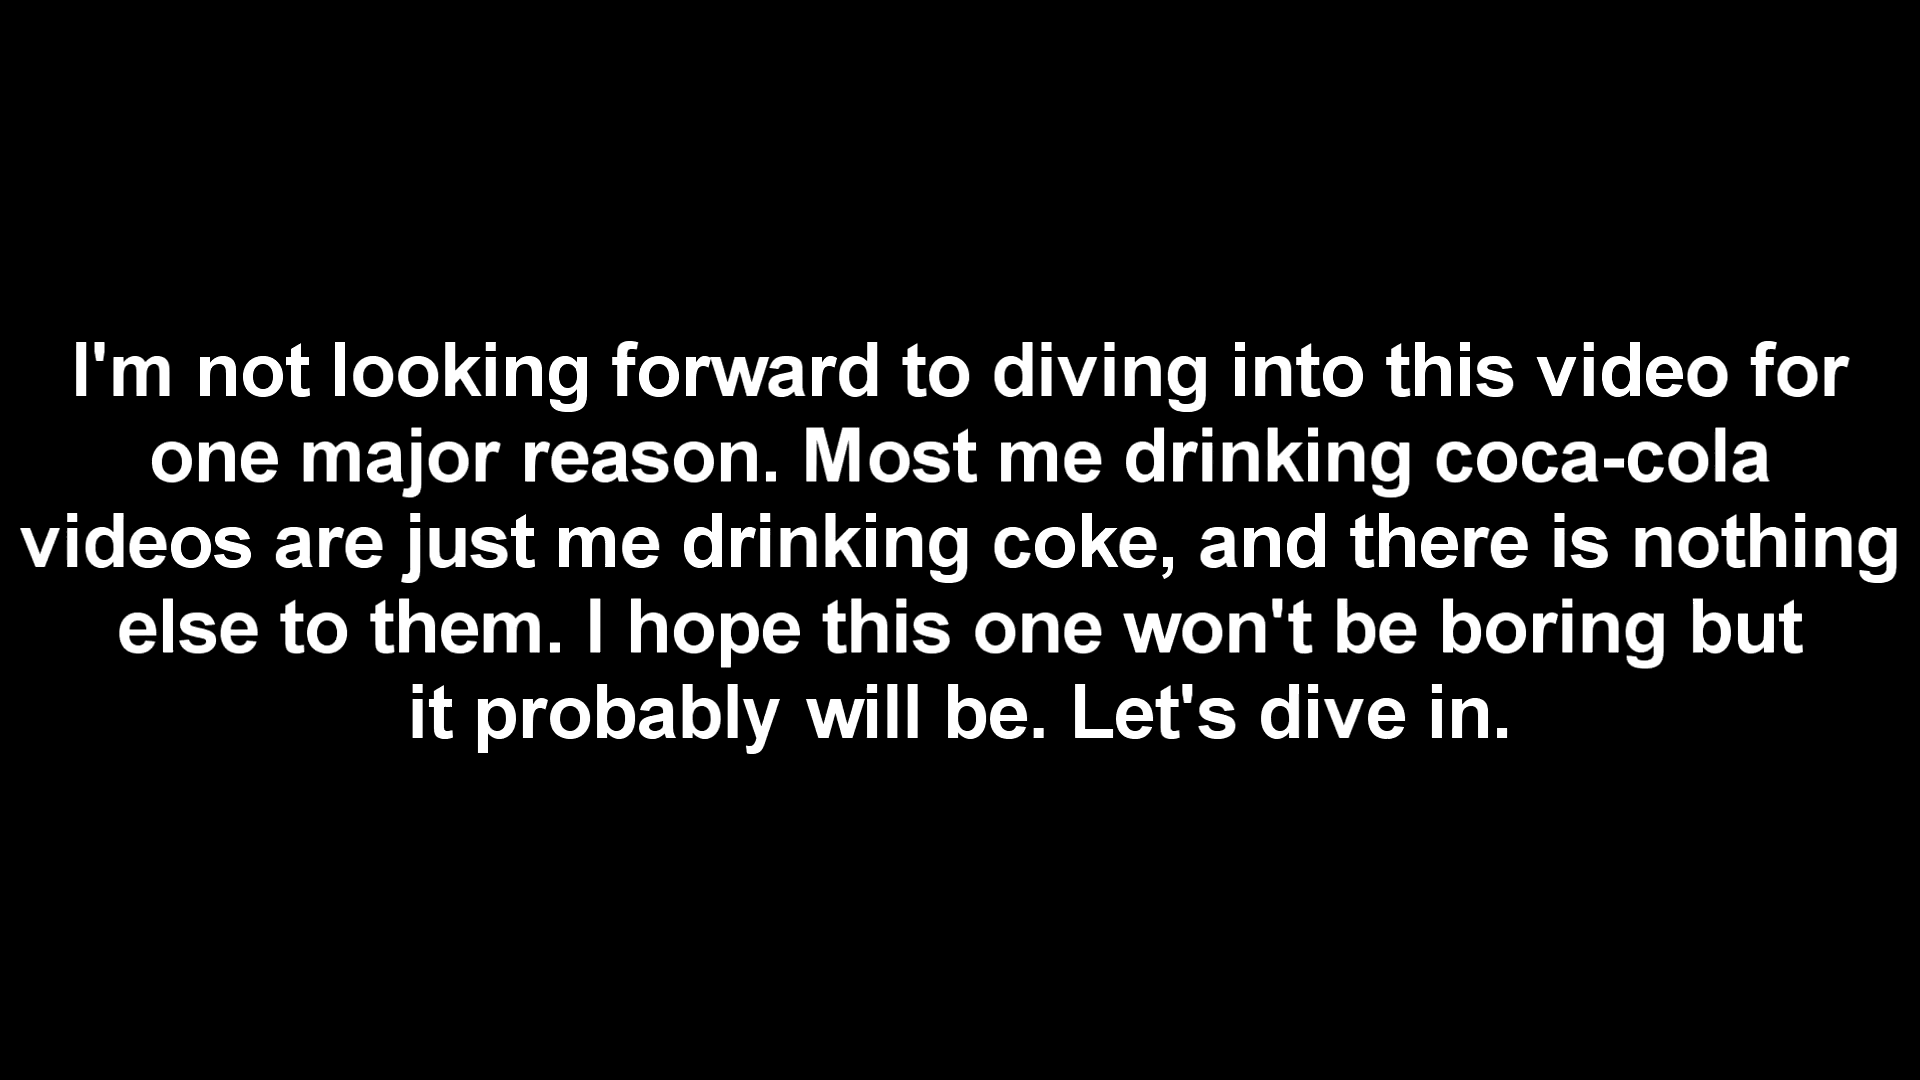 I'm not looking forward to diving into this video for
one major reason. Most me drinking coca-cola
videos are just me drinking coke, and there is nothing
else to them. I hope this one won't be boring but
it probably will be. Let's dive in.